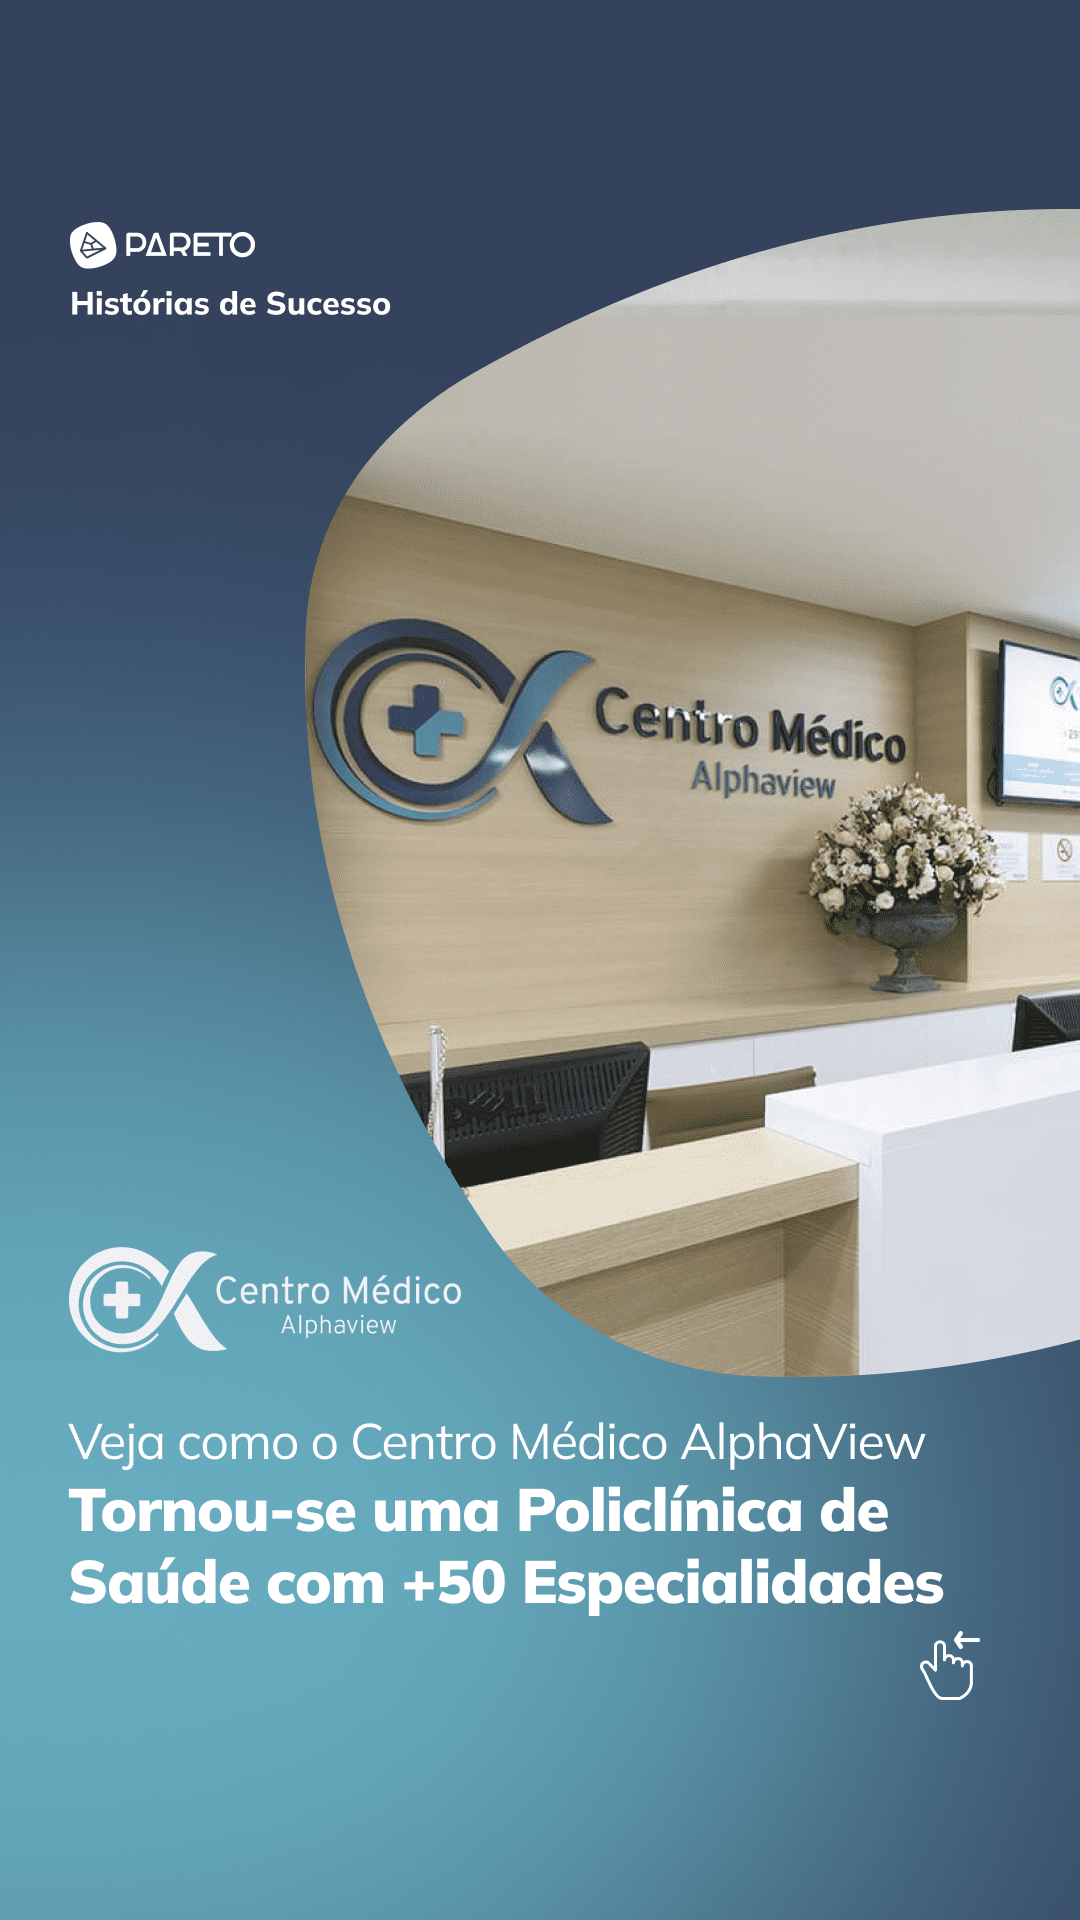 PARETO
Histórias de Sucesso
Centro Médico
Alphaview
DELL
Centro Médico
Alphaview
Veja como o Centro Médico AlphaView
Tornou-se uma Policlínica de
Saúde com +50 Especialidades